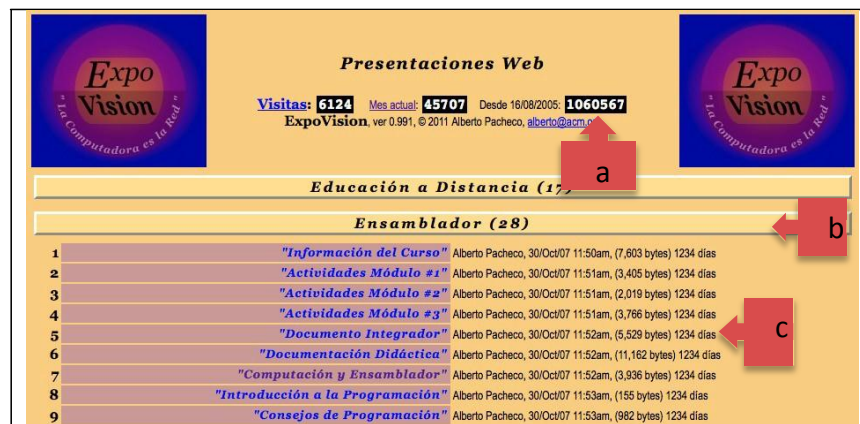 Expo
Vision
"La Computadora es la Red"
Presentaciones Web
Visitas: 6124 Mes actual: 45707 Desde 16/08/2005: 1060567
ExpoVision, ver 0.991, © 2011 Alberto Pacheco, alberto@acm.o
Expo
Vision
"La Computadora es la Red"
a
Educación a Distancia (17)
Ensamblador (28)
b
1 "Información del Curso" Alberto Pacheco, 30/Oct/07 11:50am, (7,603 bytes) 1234 días
2 "Actividades Módulo #1" Alberto Pacheco, 30/Oct/07 11:51am, (3,405 bytes) 1234 días
3 "Actividades Módulo #2" Alberto Pacheco, 30/Oct/07 11:51am, (2,019 bytes) 1234 días
4 "Actividades Módulo #3" Alberto Pacheco, 30/Oct/07 11:51am, (3,766 bytes) 1234 días
5 "Documento Integrador" Alberto Pacheco, 30/Oct/07 11:52am, (5,529 bytes) 1234 días
c
6 "Documentación Didáctica" Alberto Pacheco, 30/Oct/07 11:52am, (11,162 bytes) 1234 días
7 "Computación y Ensamblador" Alberto Pacheco, 30/Oct/07 11:52am, (3,936 bytes) 1234 días
8 "Introducción a la Programación" Alberto Pacheco, 30/Oct/07 11:53am, (155 bytes) 1234 días
9 "Consejos de Programación" Alberto Pacheco, 30/Oct/07 11:53am, (982 bytes) 1234 días